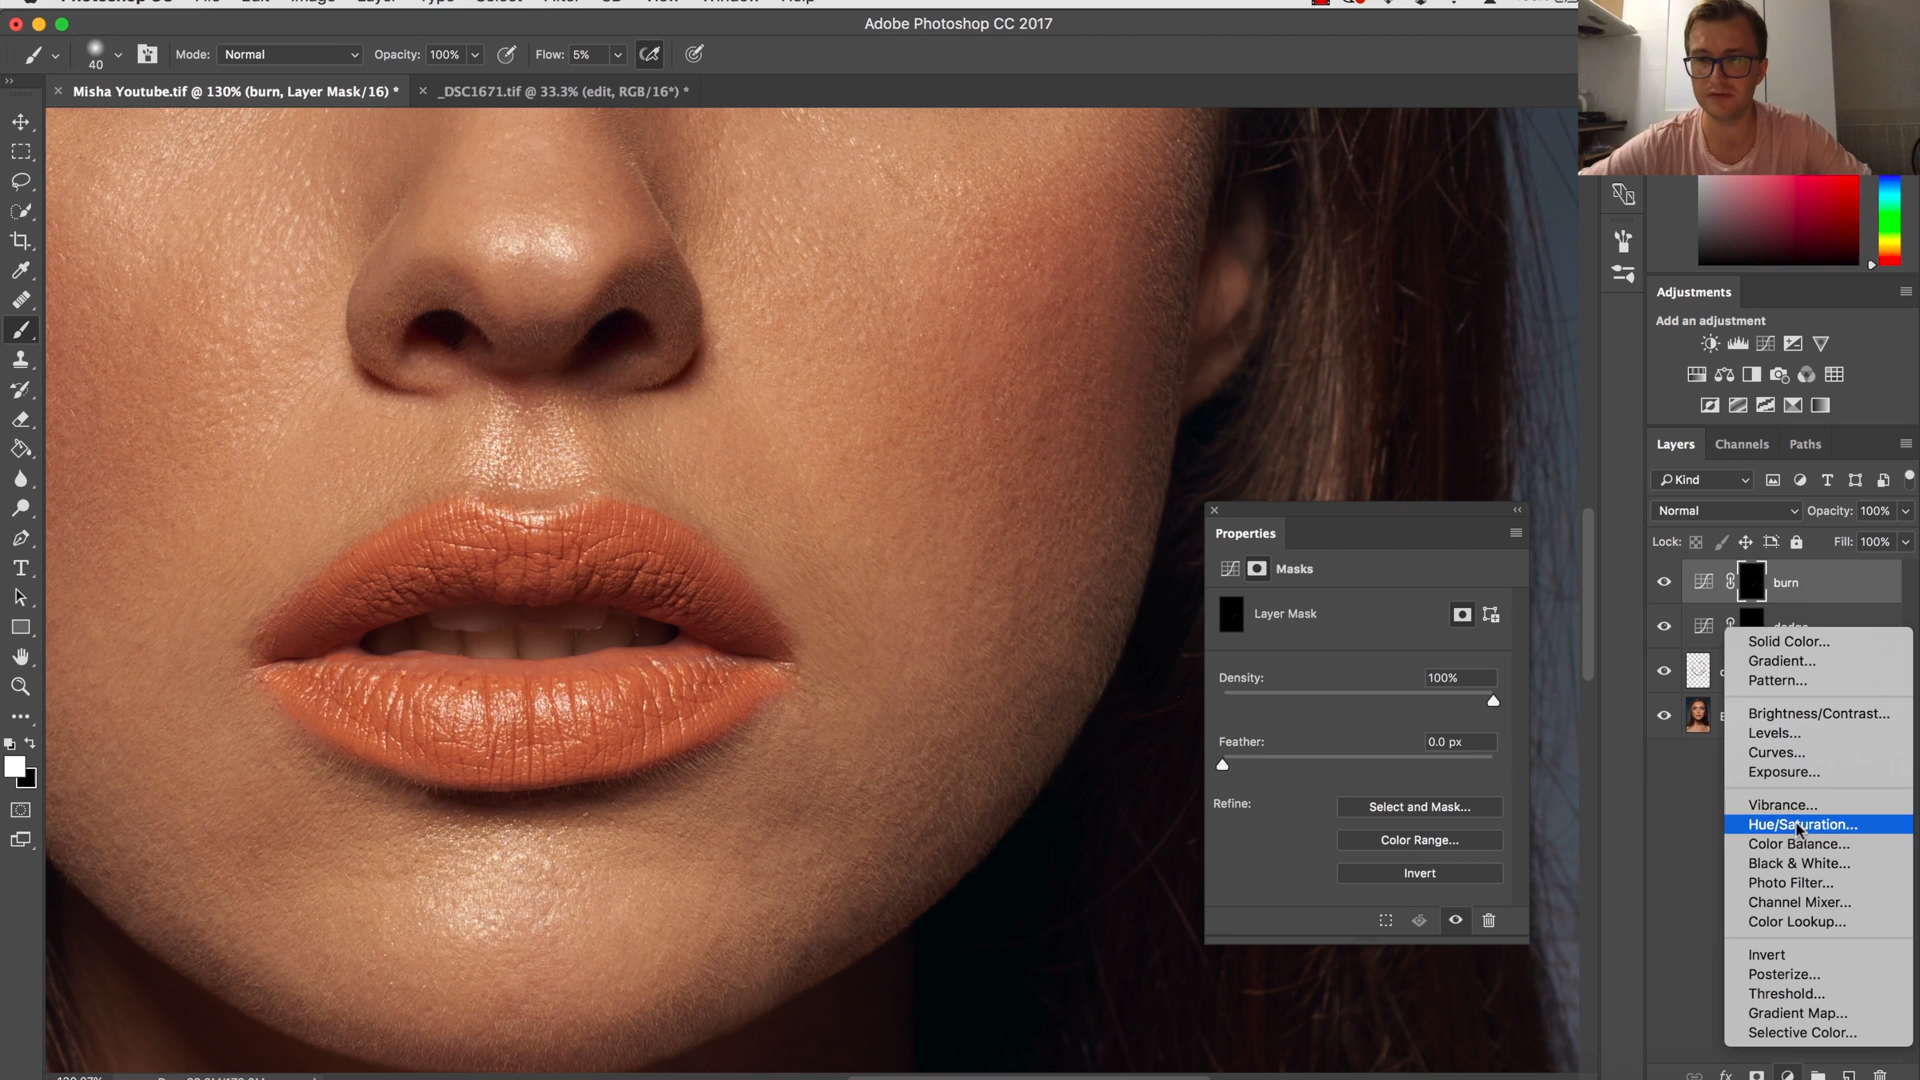 Adobe Photoshop CC 2017
40
Mode: Normal
Opacity: 100%
Flow: 5%
Misha Youtube.tif @ 130% (burn, Layer Mask/16) *
_DSC1671.tif @ 33.3% (edit, RGB/16*) *
Adjustments
Add an adjustment
Layers Channels Paths
Kind
Normal
Opacity: 100%
Lock:
Fill: 100%
burn
Properties
Masks
Layer Mask
Density: 100%
Feather: 0.0 px
Refine:
Select and Mask...
Color Range...
Invert
Solid Color...
Gradient...
Pattern...
Brightness/Contrast...
Levels...
Curves...
Exposure...
Vibrance...
Hue/Saturation...
Color Balance...
Black & White...
Photo Filter...
Channel Mixer...
Color Lookup...
Invert
Posterize...
Threshold...
Gradient Map...
Selective Color...
fx